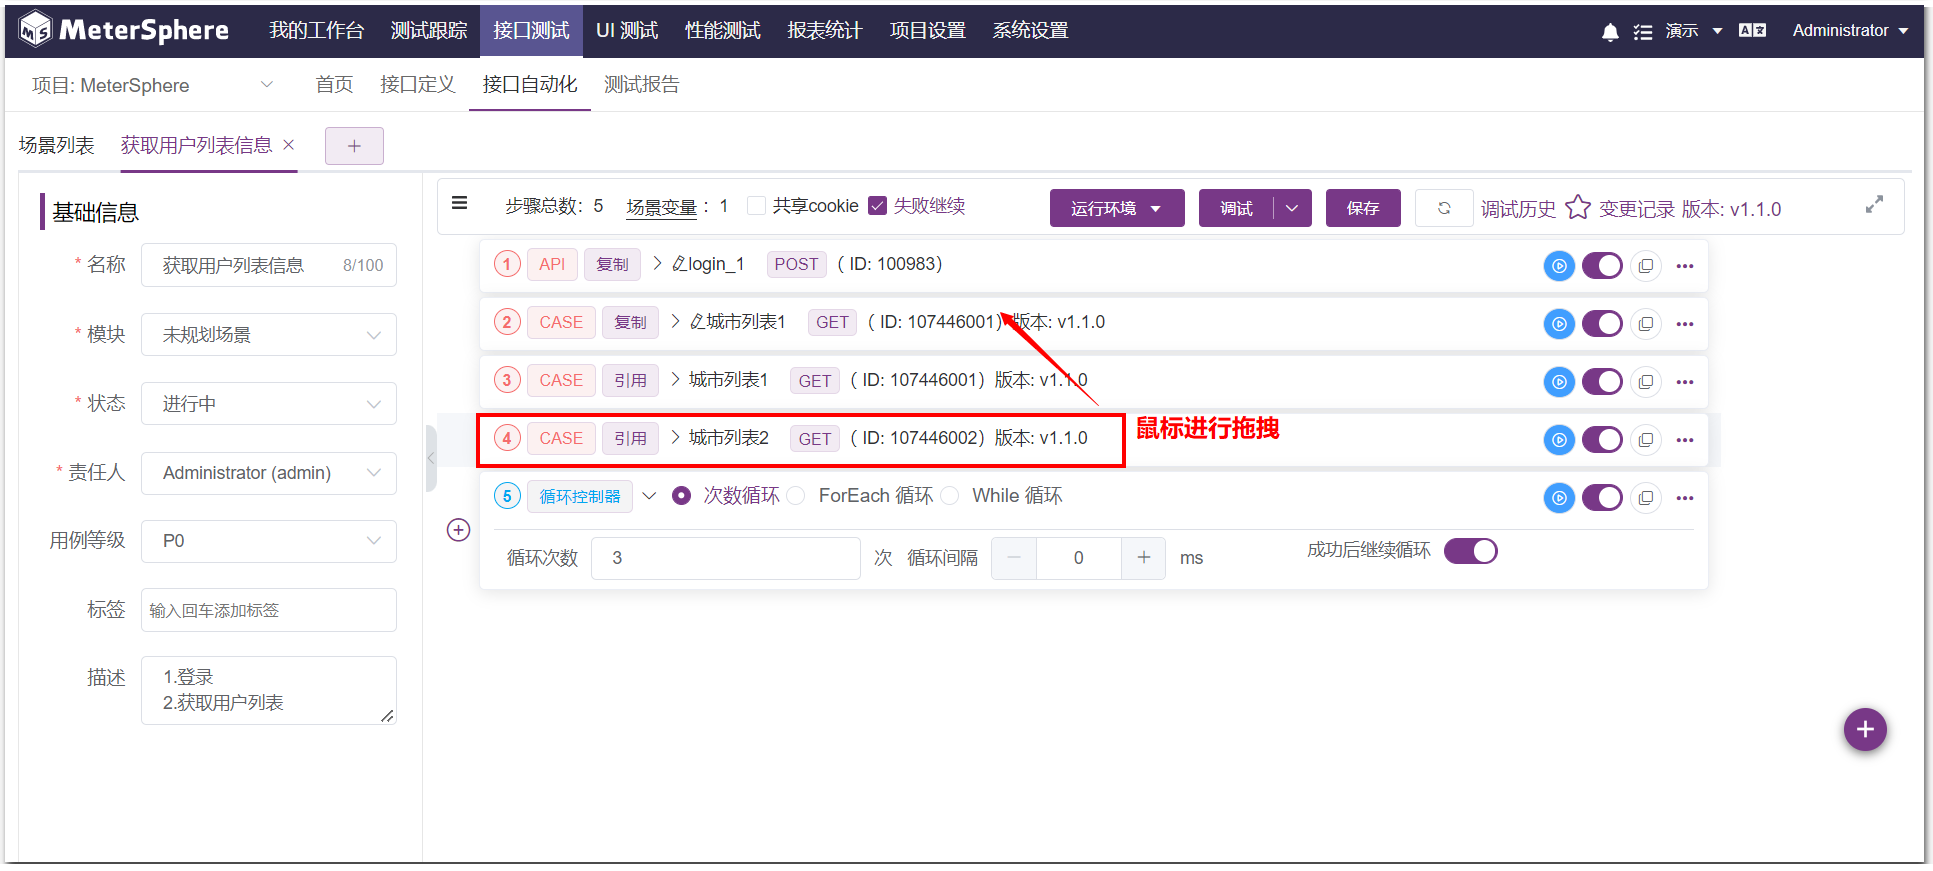 MeterSphere 我的工作台 测试跟踪 接口测试 UI 测试 性能测试 报表统计 项目设置 系统设置 演示 Administrator
项目: MeterSphere 首页 接口定义 接口自动化 测试报告
场景列表 获取用户列表信息 × +
基础信息
* 名称 获取用户列表信息 8/100
* 模块 未规划场景
* 状态 进行中
* 责任人 Administrator (admin)
用例等级 P0
标签 输入回车添加标签
描述 1.登录
2.获取用户列表
步骤总数: 5 场景变量 : 1 共享cookie 失败继续 运行环境 调试 保存 调试历史 变更记录 版本: v1.1.0
1 API 复制 login_1 POST ( ID: 100983)
2 CASE 复制 城市列表1 GET ( ID: 107446001) 版本: v1.1.0
3 CASE 引用 城市列表1 GET ( ID: 107446001) 版本: v1.1.0
4 CASE 引用 城市列表2 GET ( ID: 107446002) 版本: v1.1.0
鼠标进行拖拽
5 循环控制器 次数循环 ForEach 循环 While 循环
循环次数 3 次 循环间隔 0 ms 成功后继续循环